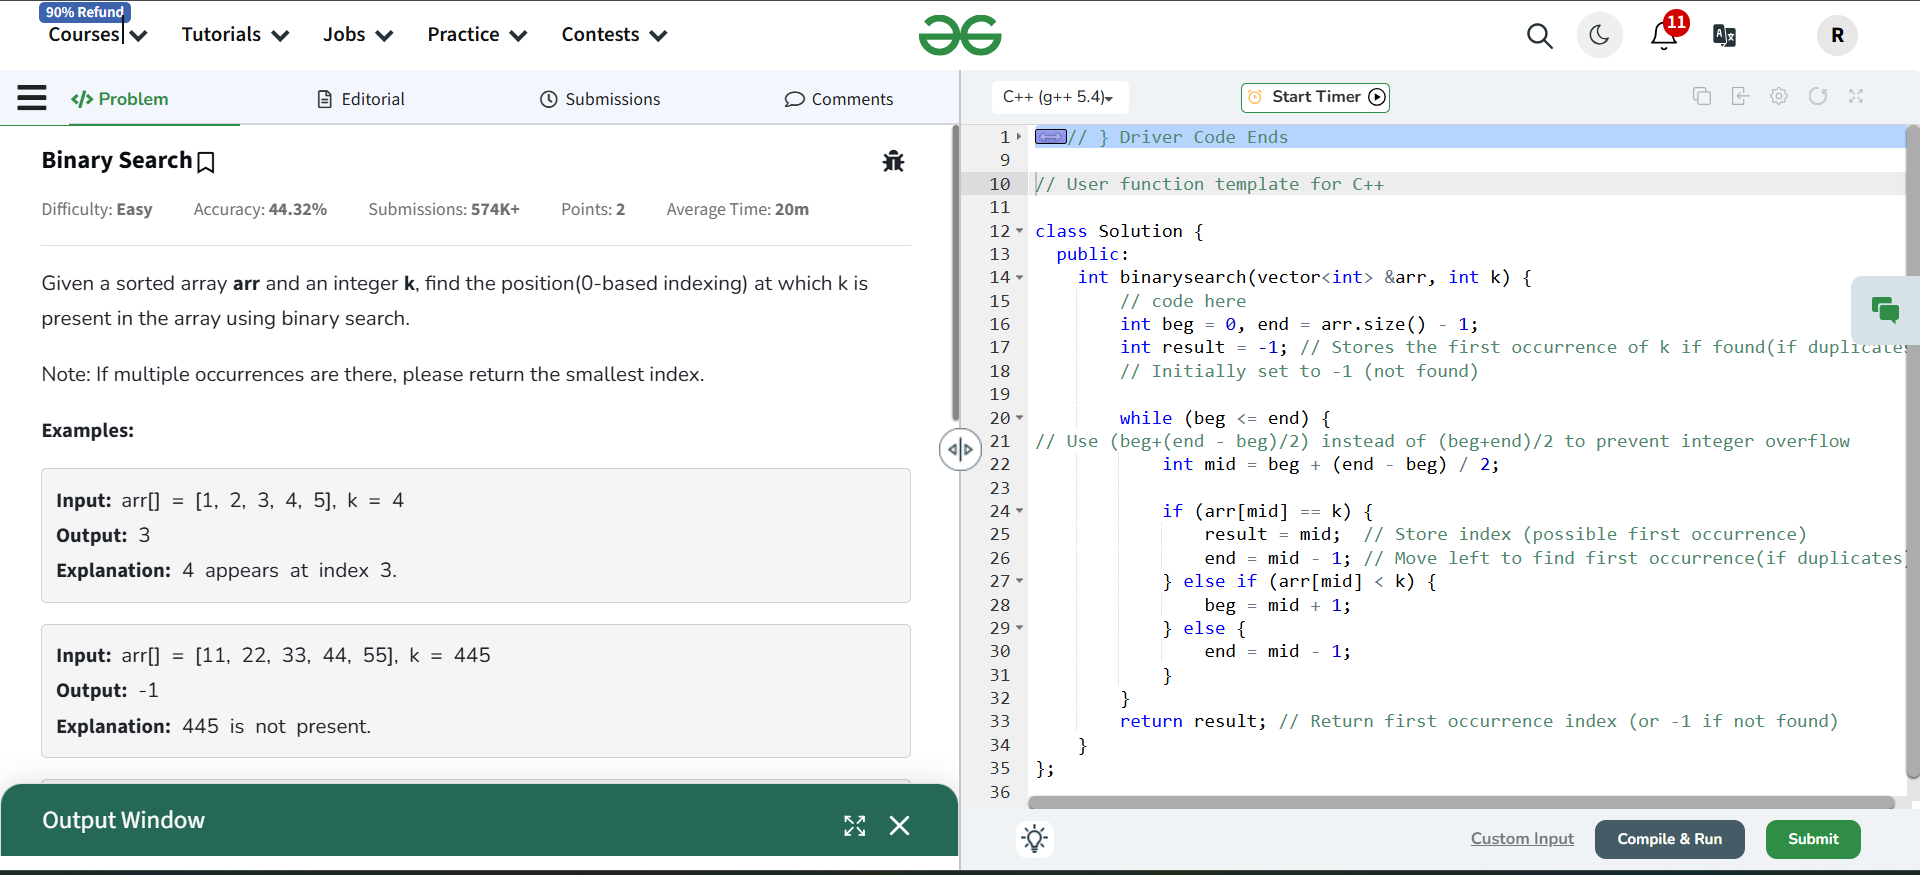 90% Refund
Courses Tutorials Jobs Practice Contests
11
R
Problem Editorial Submissions Comments
Binary Search
Difficulty: Easy Accuracy: 44.32% Submissions: 574K+ Points: 2 Average Time: 20m
Given a sorted array arr and an integer k, find the position(0-based indexing) at which k is
present in the array using binary search.
Note: If multiple occurrences are there, please return the smallest index.
Examples:
Input: arr[] = [1, 2, 3, 4, 5], k = 4
Output: 3
Explanation: 4 appears at index 3.
Input: arr[] = [11, 22, 33, 44, 55], k = 445
Output: -1
Explanation: 445 is not present.
Output Window
C++ (g++ 5.4) Start Timer
1 // } Driver Code Ends
9
10 // User function template for C++
11
12 class Solution {
13 public:
14 int binarysearch(vector<int> &arr, int k) {
15 // code here
16 int beg = 0, end = arr.size() - 1;
17 int result = -1; // Stores the first occurrence of k if found(if duplicates
18 // Initially set to -1 (not found)
19
20 while (beg <= end) {
21 // Use (beg+(end - beg)/2) instead of (beg+end)/2 to prevent integer overflow
22 int mid = beg + (end - beg) / 2;
23
24 if (arr[mid] == k) {
25 result = mid; // Store index (possible first occurrence)
26 end = mid - 1; // Move left to find first occurrence(if duplicates)
27 } else if (arr[mid] < k) {
28 beg = mid + 1;
29 } else {
30 end = mid - 1;
31 }
32 }
33 return result; // Return first occurrence index (or -1 if not found)
34 }
35 };
36
Custom Input Compile & Run Submit